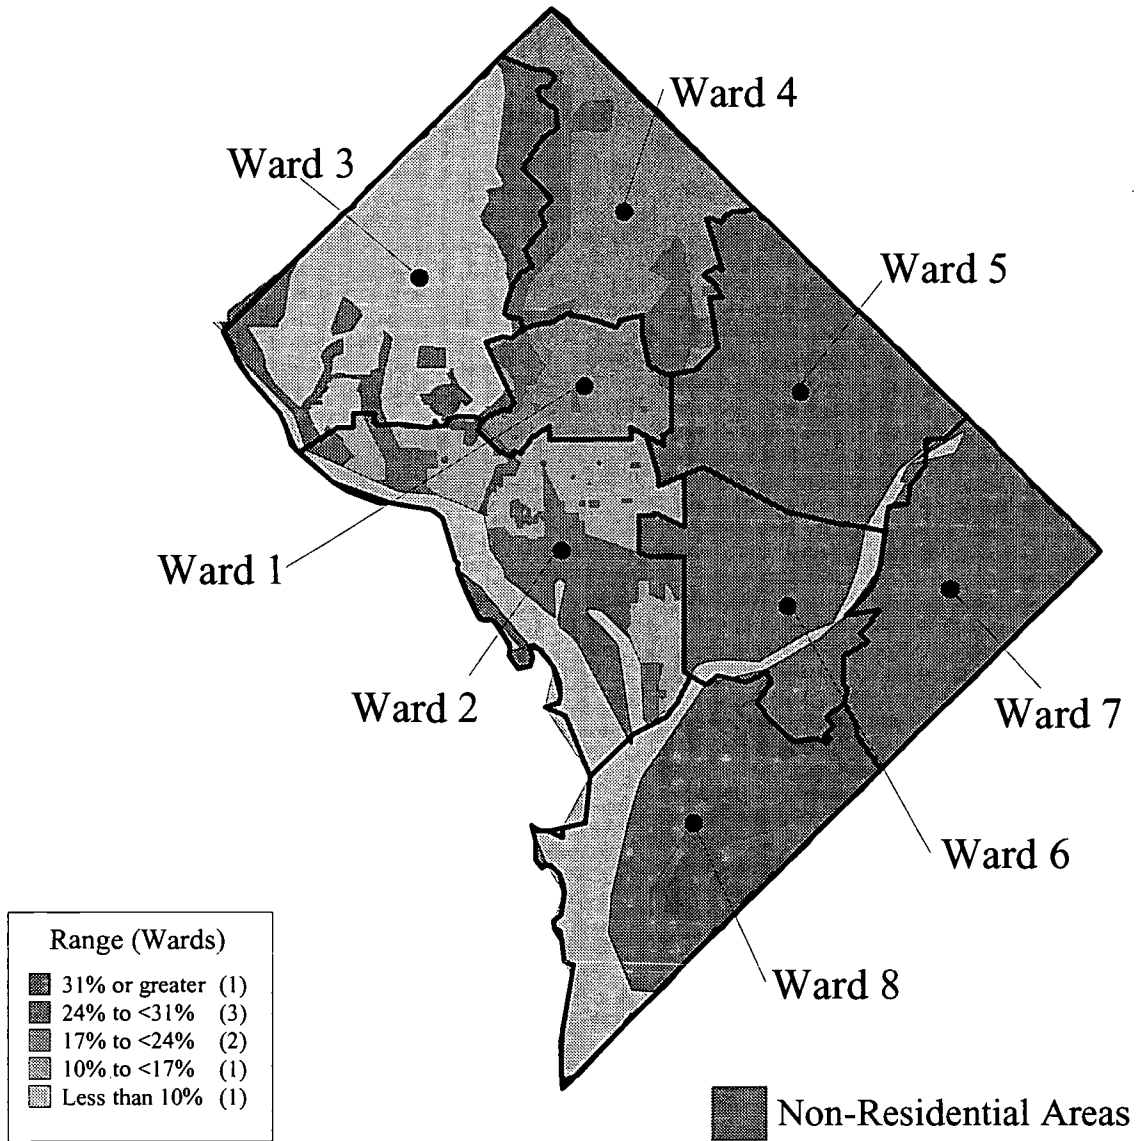 Ward 4
Ward 3
Ward 5
Ward 1
Ward 2
Ward 7
Ward 6
Ward 8
Range (Wards)
31% or greater (1)
24% to <31% (3)
17% to <24% (2)
10% to <17% (1)
Less than 10% (1)
Non-Residential Areas